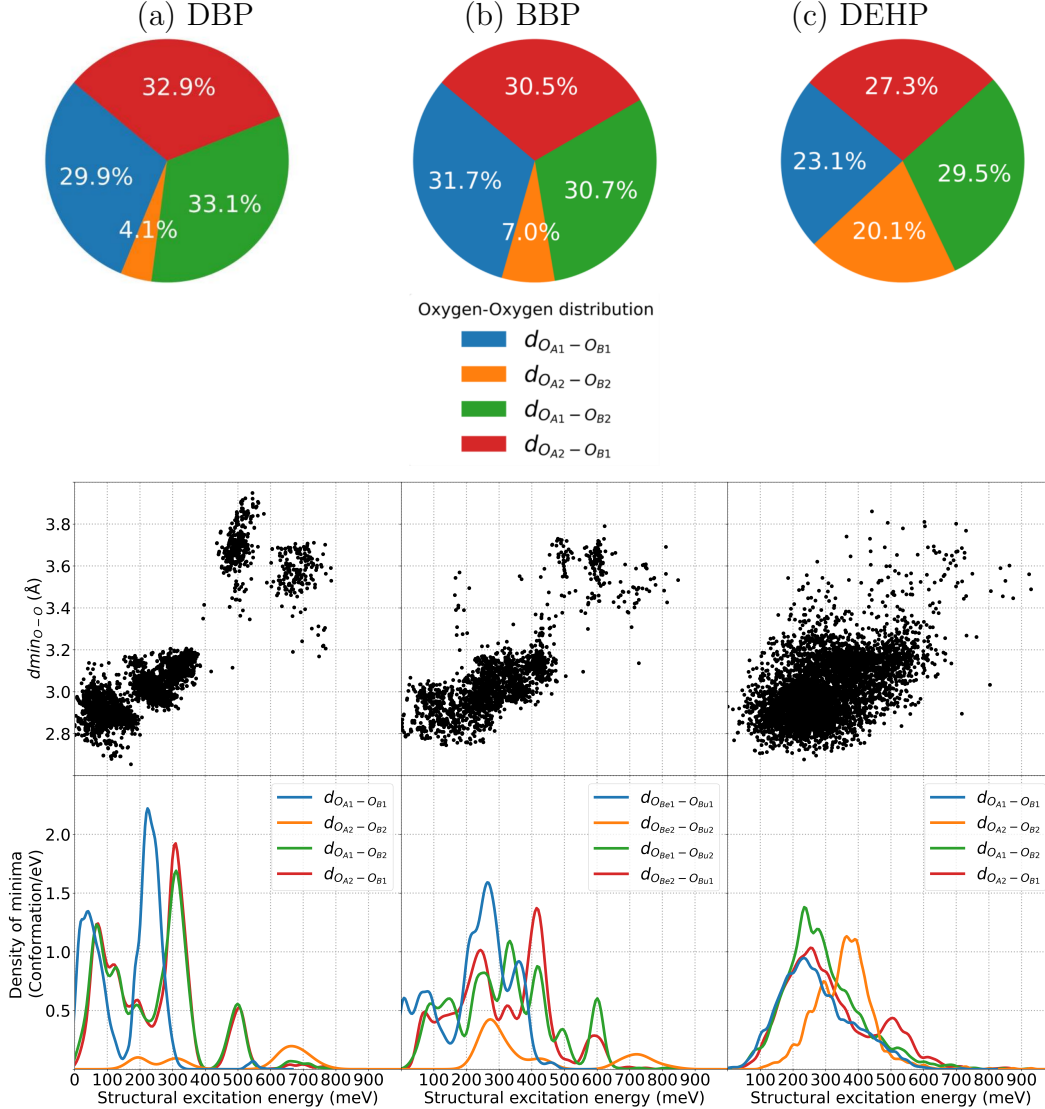 (a) DBP (b) BBP (c) DEHP
32.9% 30.5% 27.3%
29.9% 33.1% 4.1%
31.7% 30.7% 7.0%
23.1% 29.5% 20.1%
Oxygen-Oxygen distribution
d_{O_{A1}-O_{B1}}
d_{O_{A2}-O_{B2}}
d_{O_{A1}-O_{B2}}
d_{O_{A2}-O_{B1}}
dmin_{O-O} (Å)
3.8
3.6
3.4
3.2
3.0
2.8
Density of minima
(Conformation/eV)
2.0
1.5
1.0
0.5
d_{O_{A1}-O_{B1}}
d_{O_{A2}-O_{B2}}
d_{O_{A1}-O_{B2}}
d_{O_{A2}-O_{B1}}
d_{O_{Be1}-O_{Bu1}}
d_{O_{Be2}-O_{Bu2}}
d_{O_{Be1}-O_{Bu2}}
d_{O_{Be2}-O_{Bu1}}
d_{O_{A1}-O_{B1}}
d_{O_{A2}-O_{B2}}
d_{O_{A1}-O_{B2}}
d_{O_{A2}-O_{B1}}
0 100 200 300 400 500 600 700 800 900 100 200 300 400 500 600 700 800 900 100 200 300 400 500 600 700 800 900
Structural excitation energy (meV) Structural excitation energy (meV) Structural excitation energy (meV)